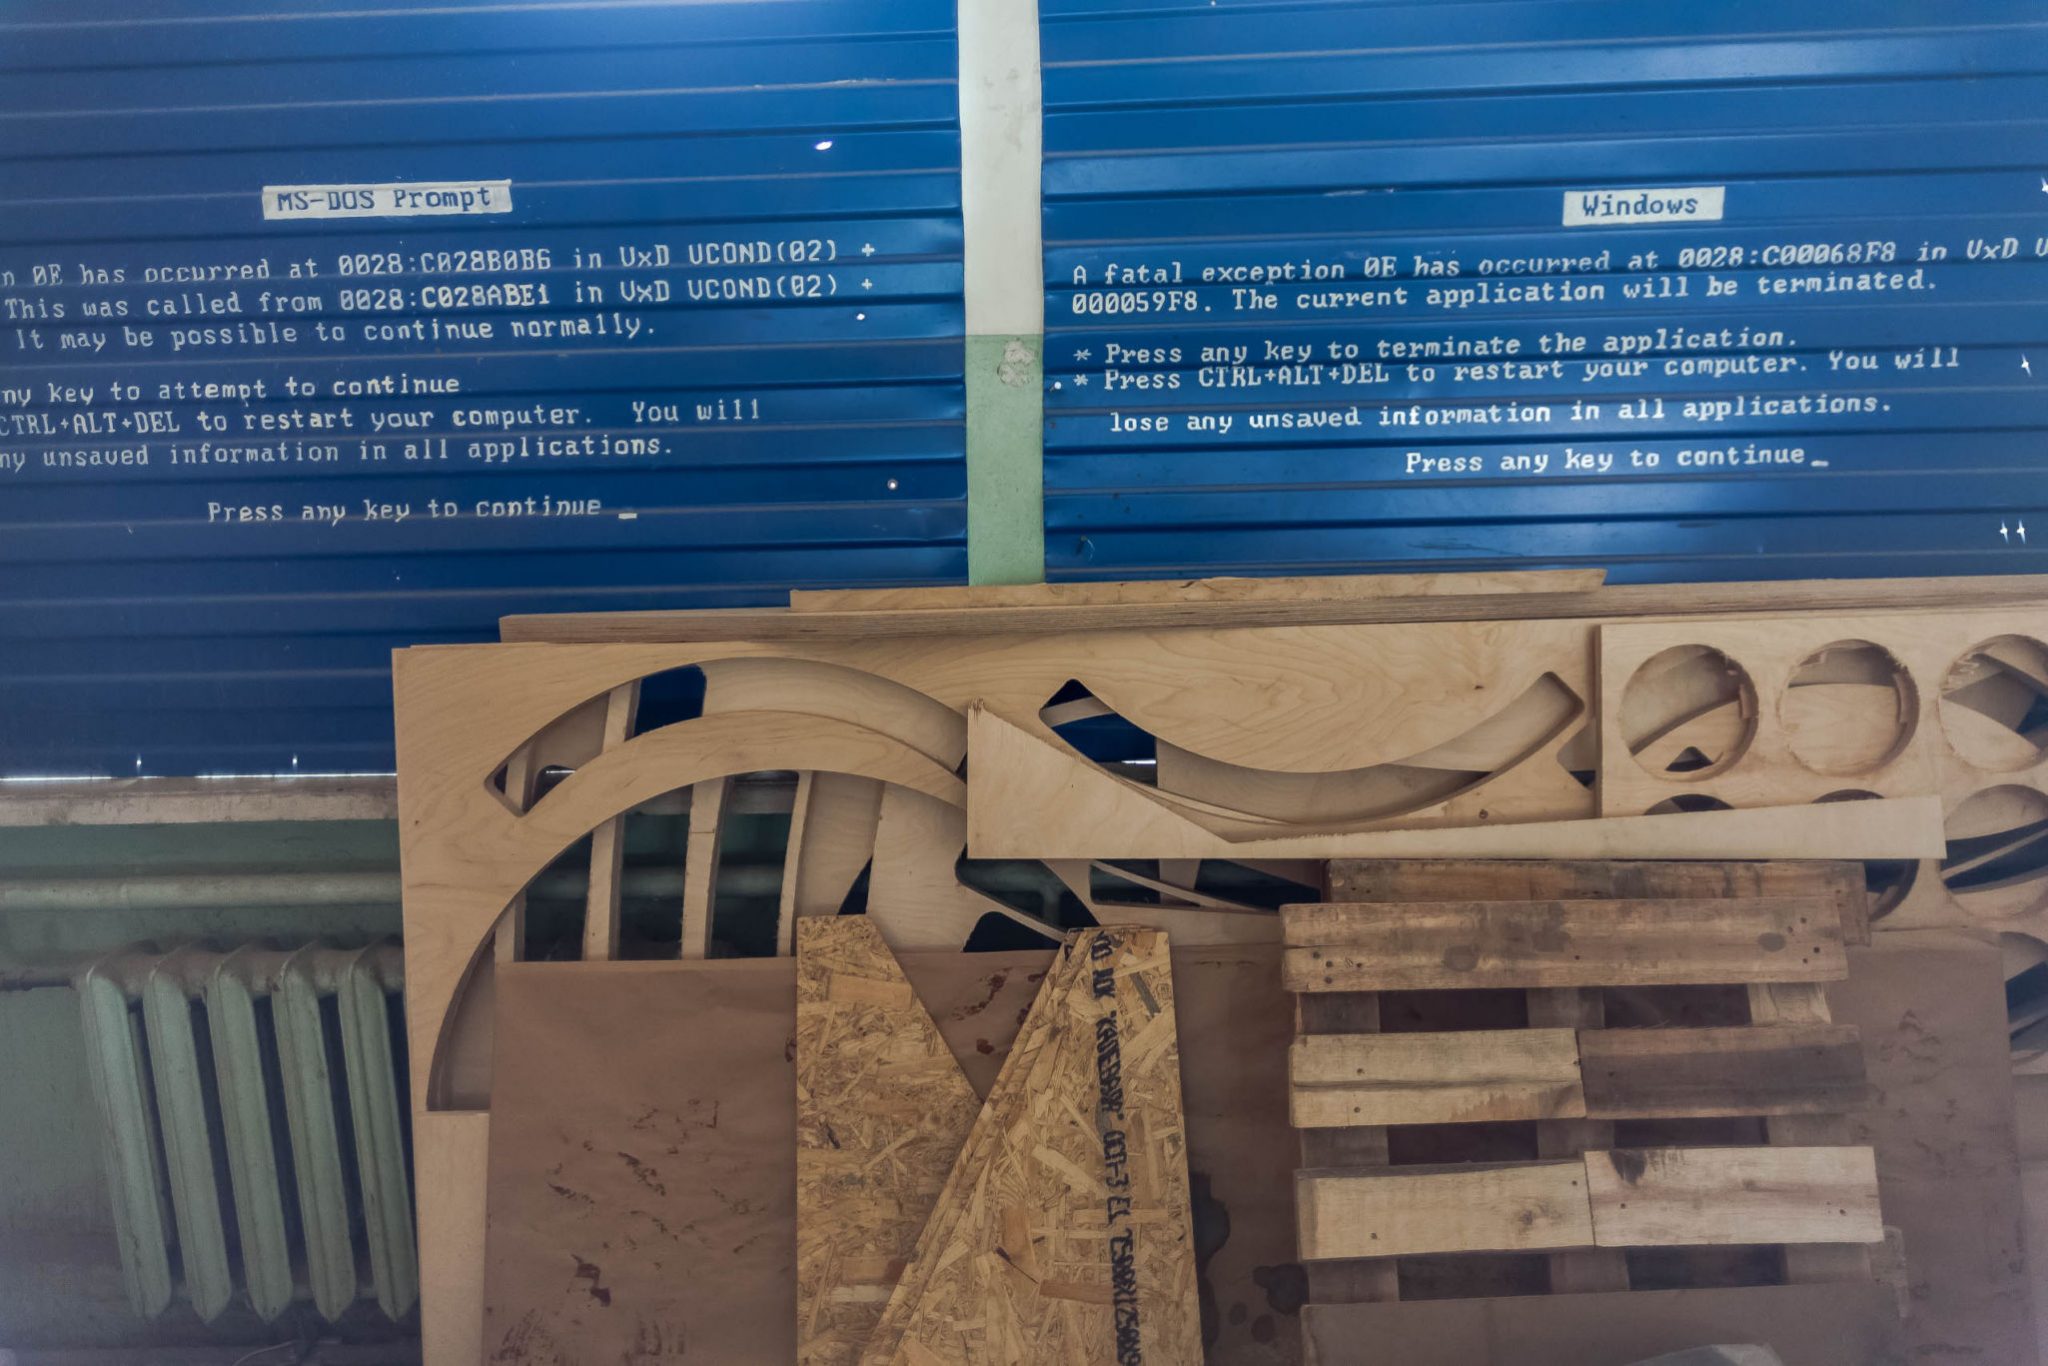 MS-DOS Prompt
n 0E has occurred at 0028:C028B0B6 in VxD VCOND(02) +
This was called from 0028:C028ABE1 in VxD VCOND(02) +
It may be possible to continue normally.
ny key to attempt to continue
CTRL+ALT+DEL to restart your computer. You will
ny unsaved information in all applications.
Press any key to continue _
Windows
A fatal exception 0E has occurred at 0028:C00068F8 in VxD V
000059F8. The current application will be terminated.
* Press any key to terminate the application.
* Press CTRL+ALT+DEL to restart your computer. You will
lose any unsaved information in all applications.
Press any key to continue_